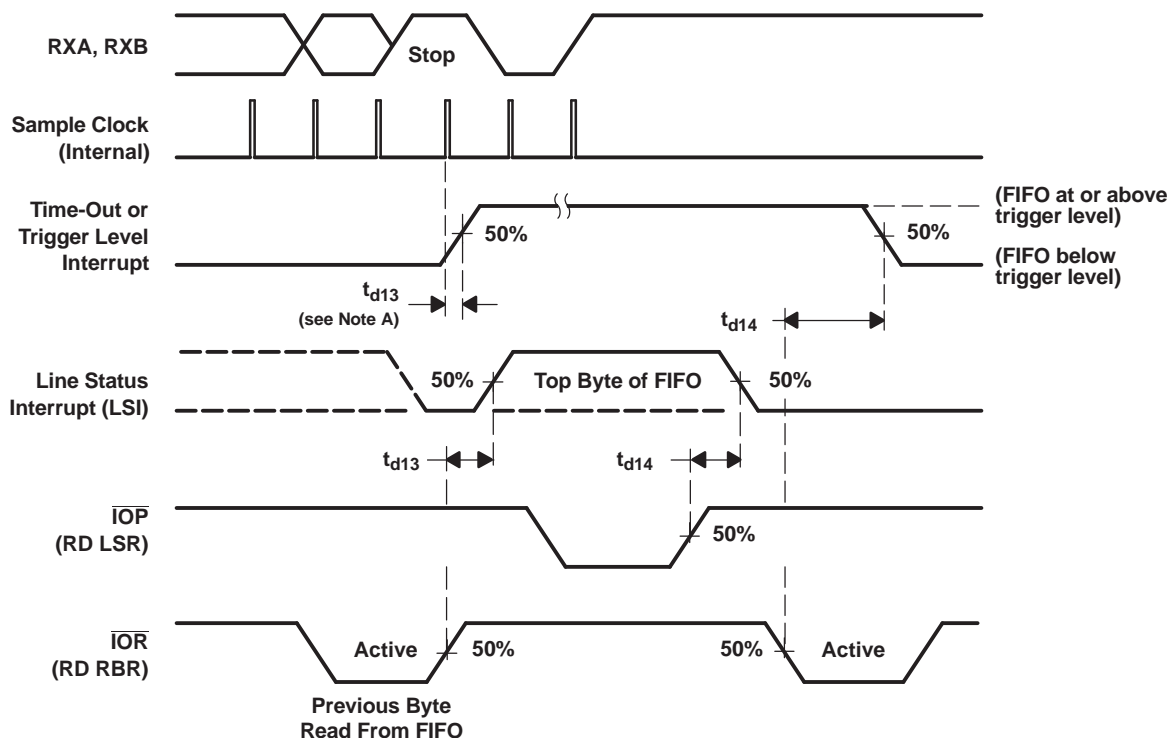 RXA, RXB
Stop
Sample Clock
(Internal)
Time-Out or
Trigger Level
Interrupt
50%
50%
(FIFO at or above
trigger level)
(FIFO below
trigger level)
td13
(see Note A)
td14
Line Status
Interrupt (LSI)
50%
Top Byte of FIFO
50%
td13
td14
IOP
(RD LSR)
50%
IOR
(RD RBR)
Active
50%
50%
Active
Previous Byte
Read From FIFO